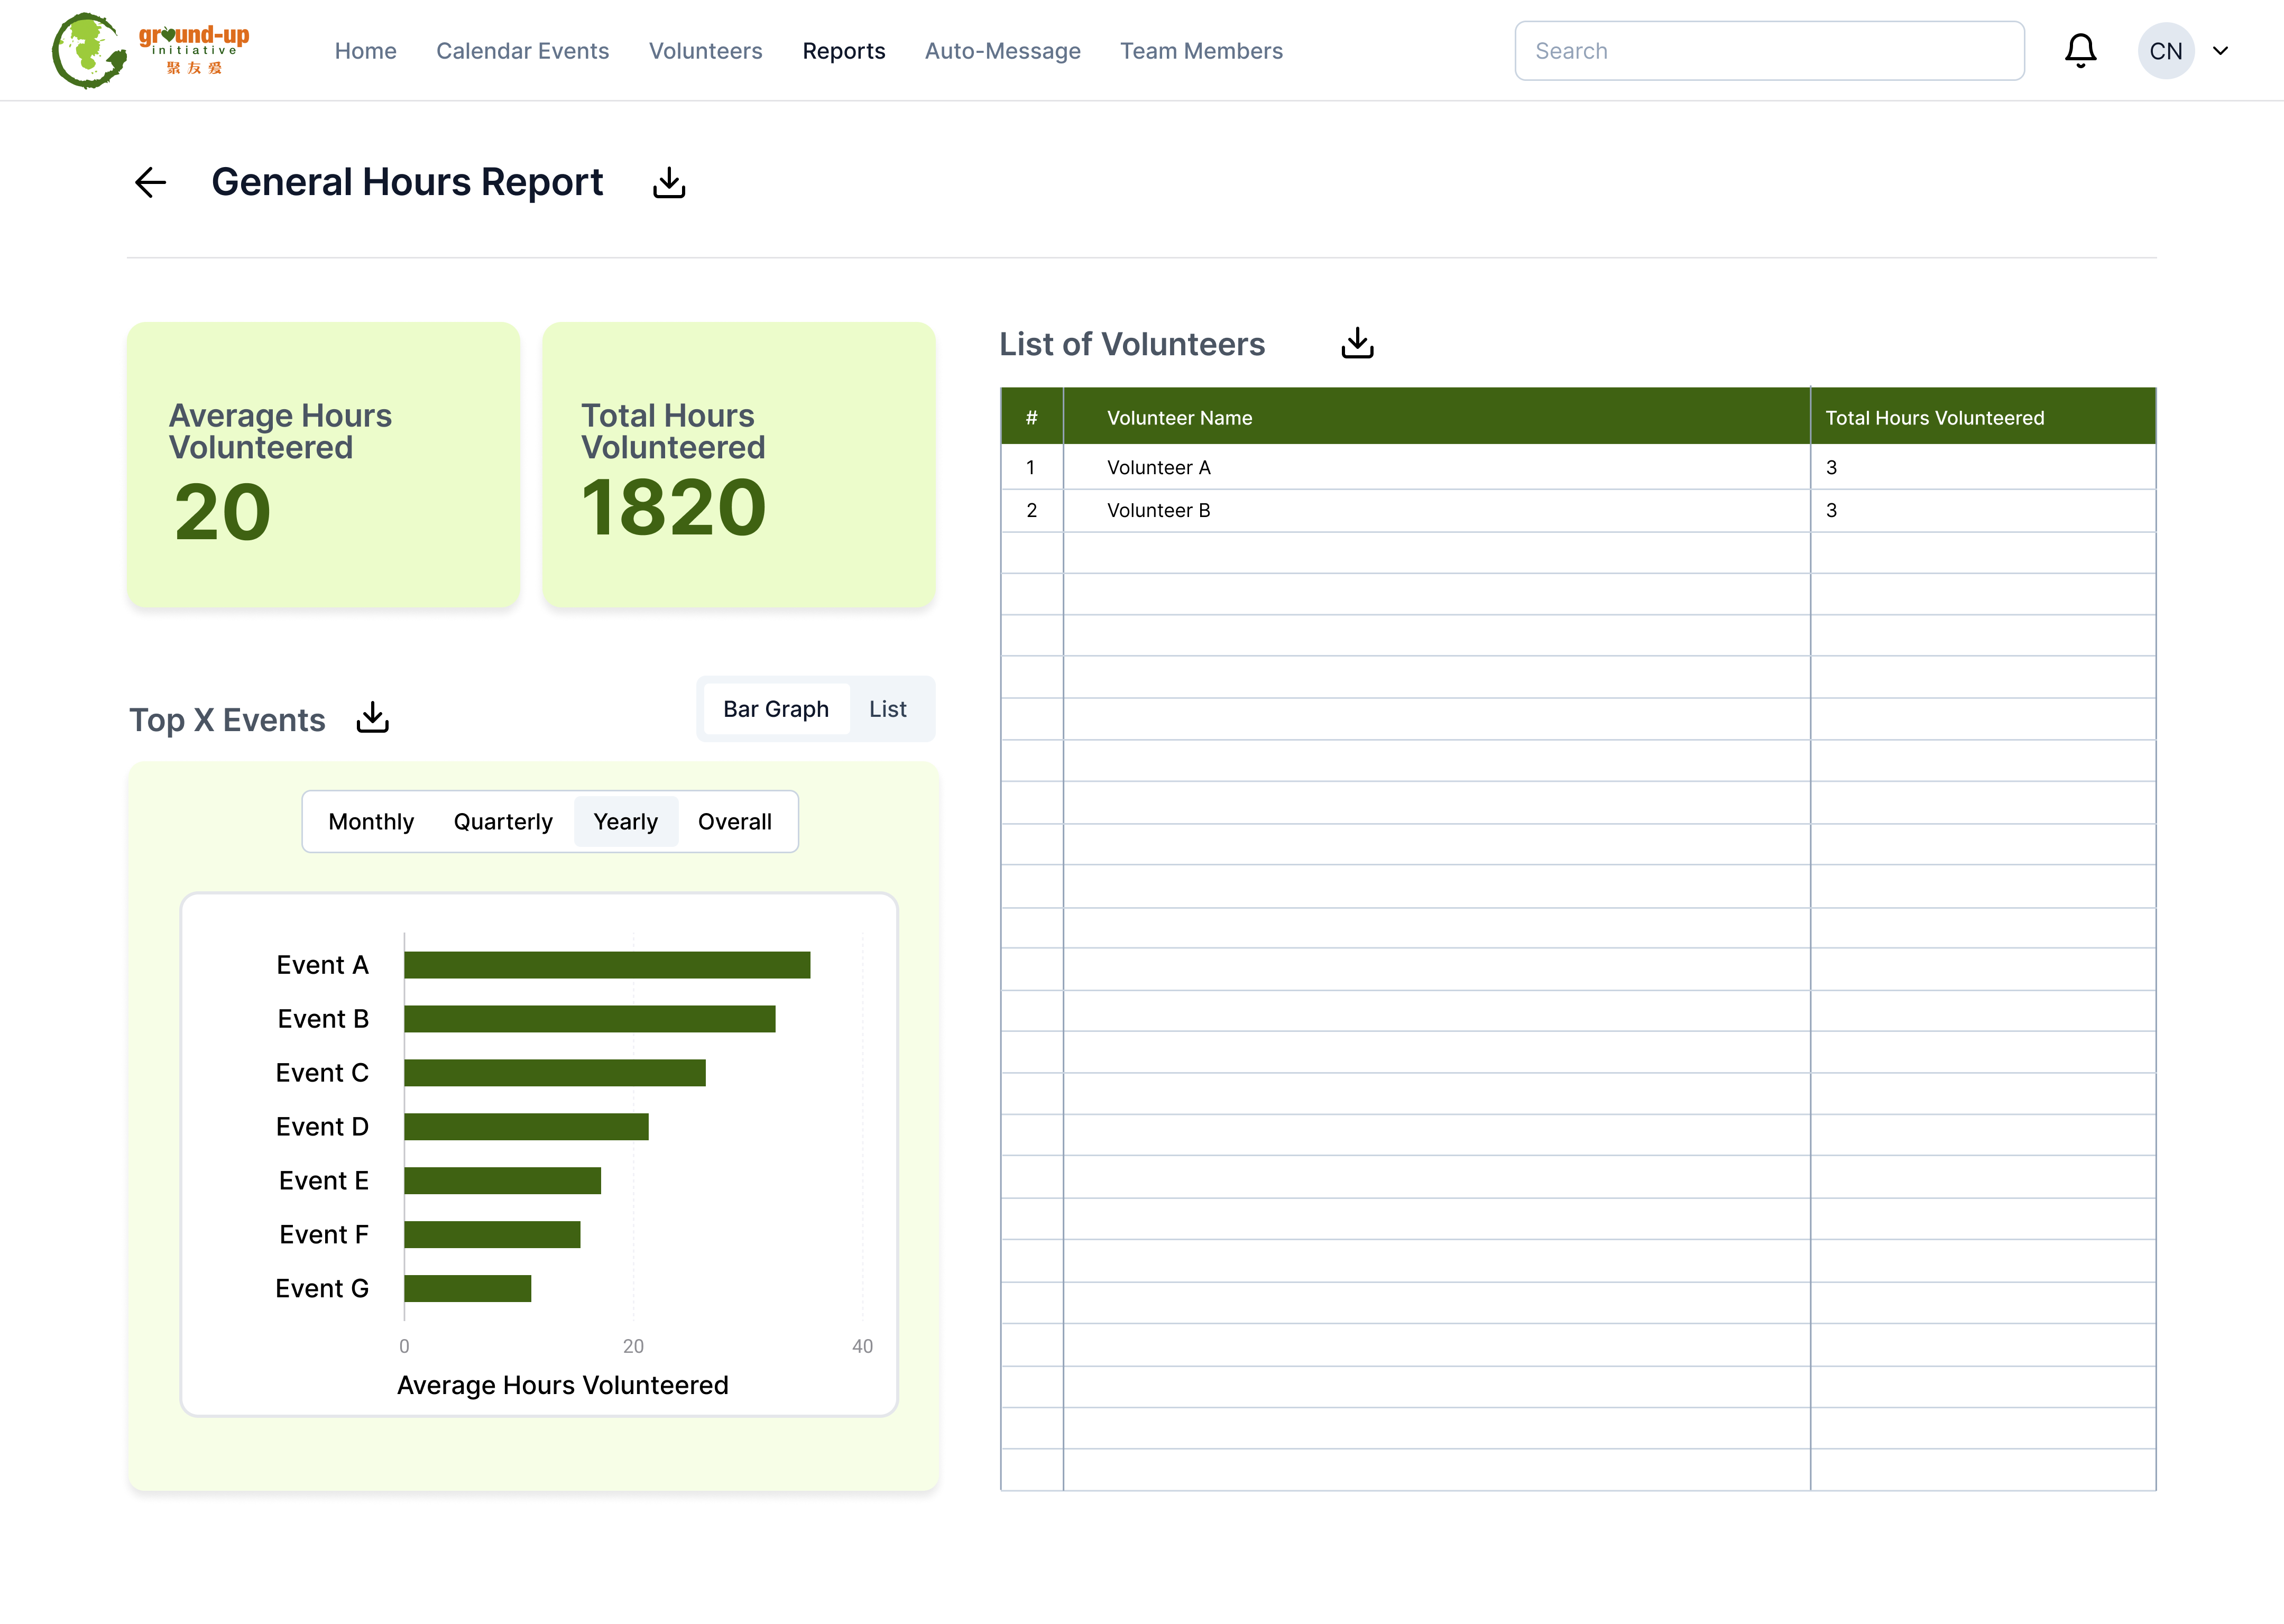 ground-up
initiative
聚友爱
Home
Calendar Events
Volunteers
Reports
Auto-Message
Team Members
Search
CN
General Hours Report
Average Hours
Volunteered
20
Total Hours
Volunteered
1820
Top X Events
Bar Graph
List
Monthly
Quarterly
Yearly
Overall
Event A
Event B
Event C
Event D
Event E
Event F
Event G
0 20 40
Average Hours Volunteered
List of Volunteers
# Volunteer Name Total Hours Volunteered
1 Volunteer A 3
2 Volunteer B 3